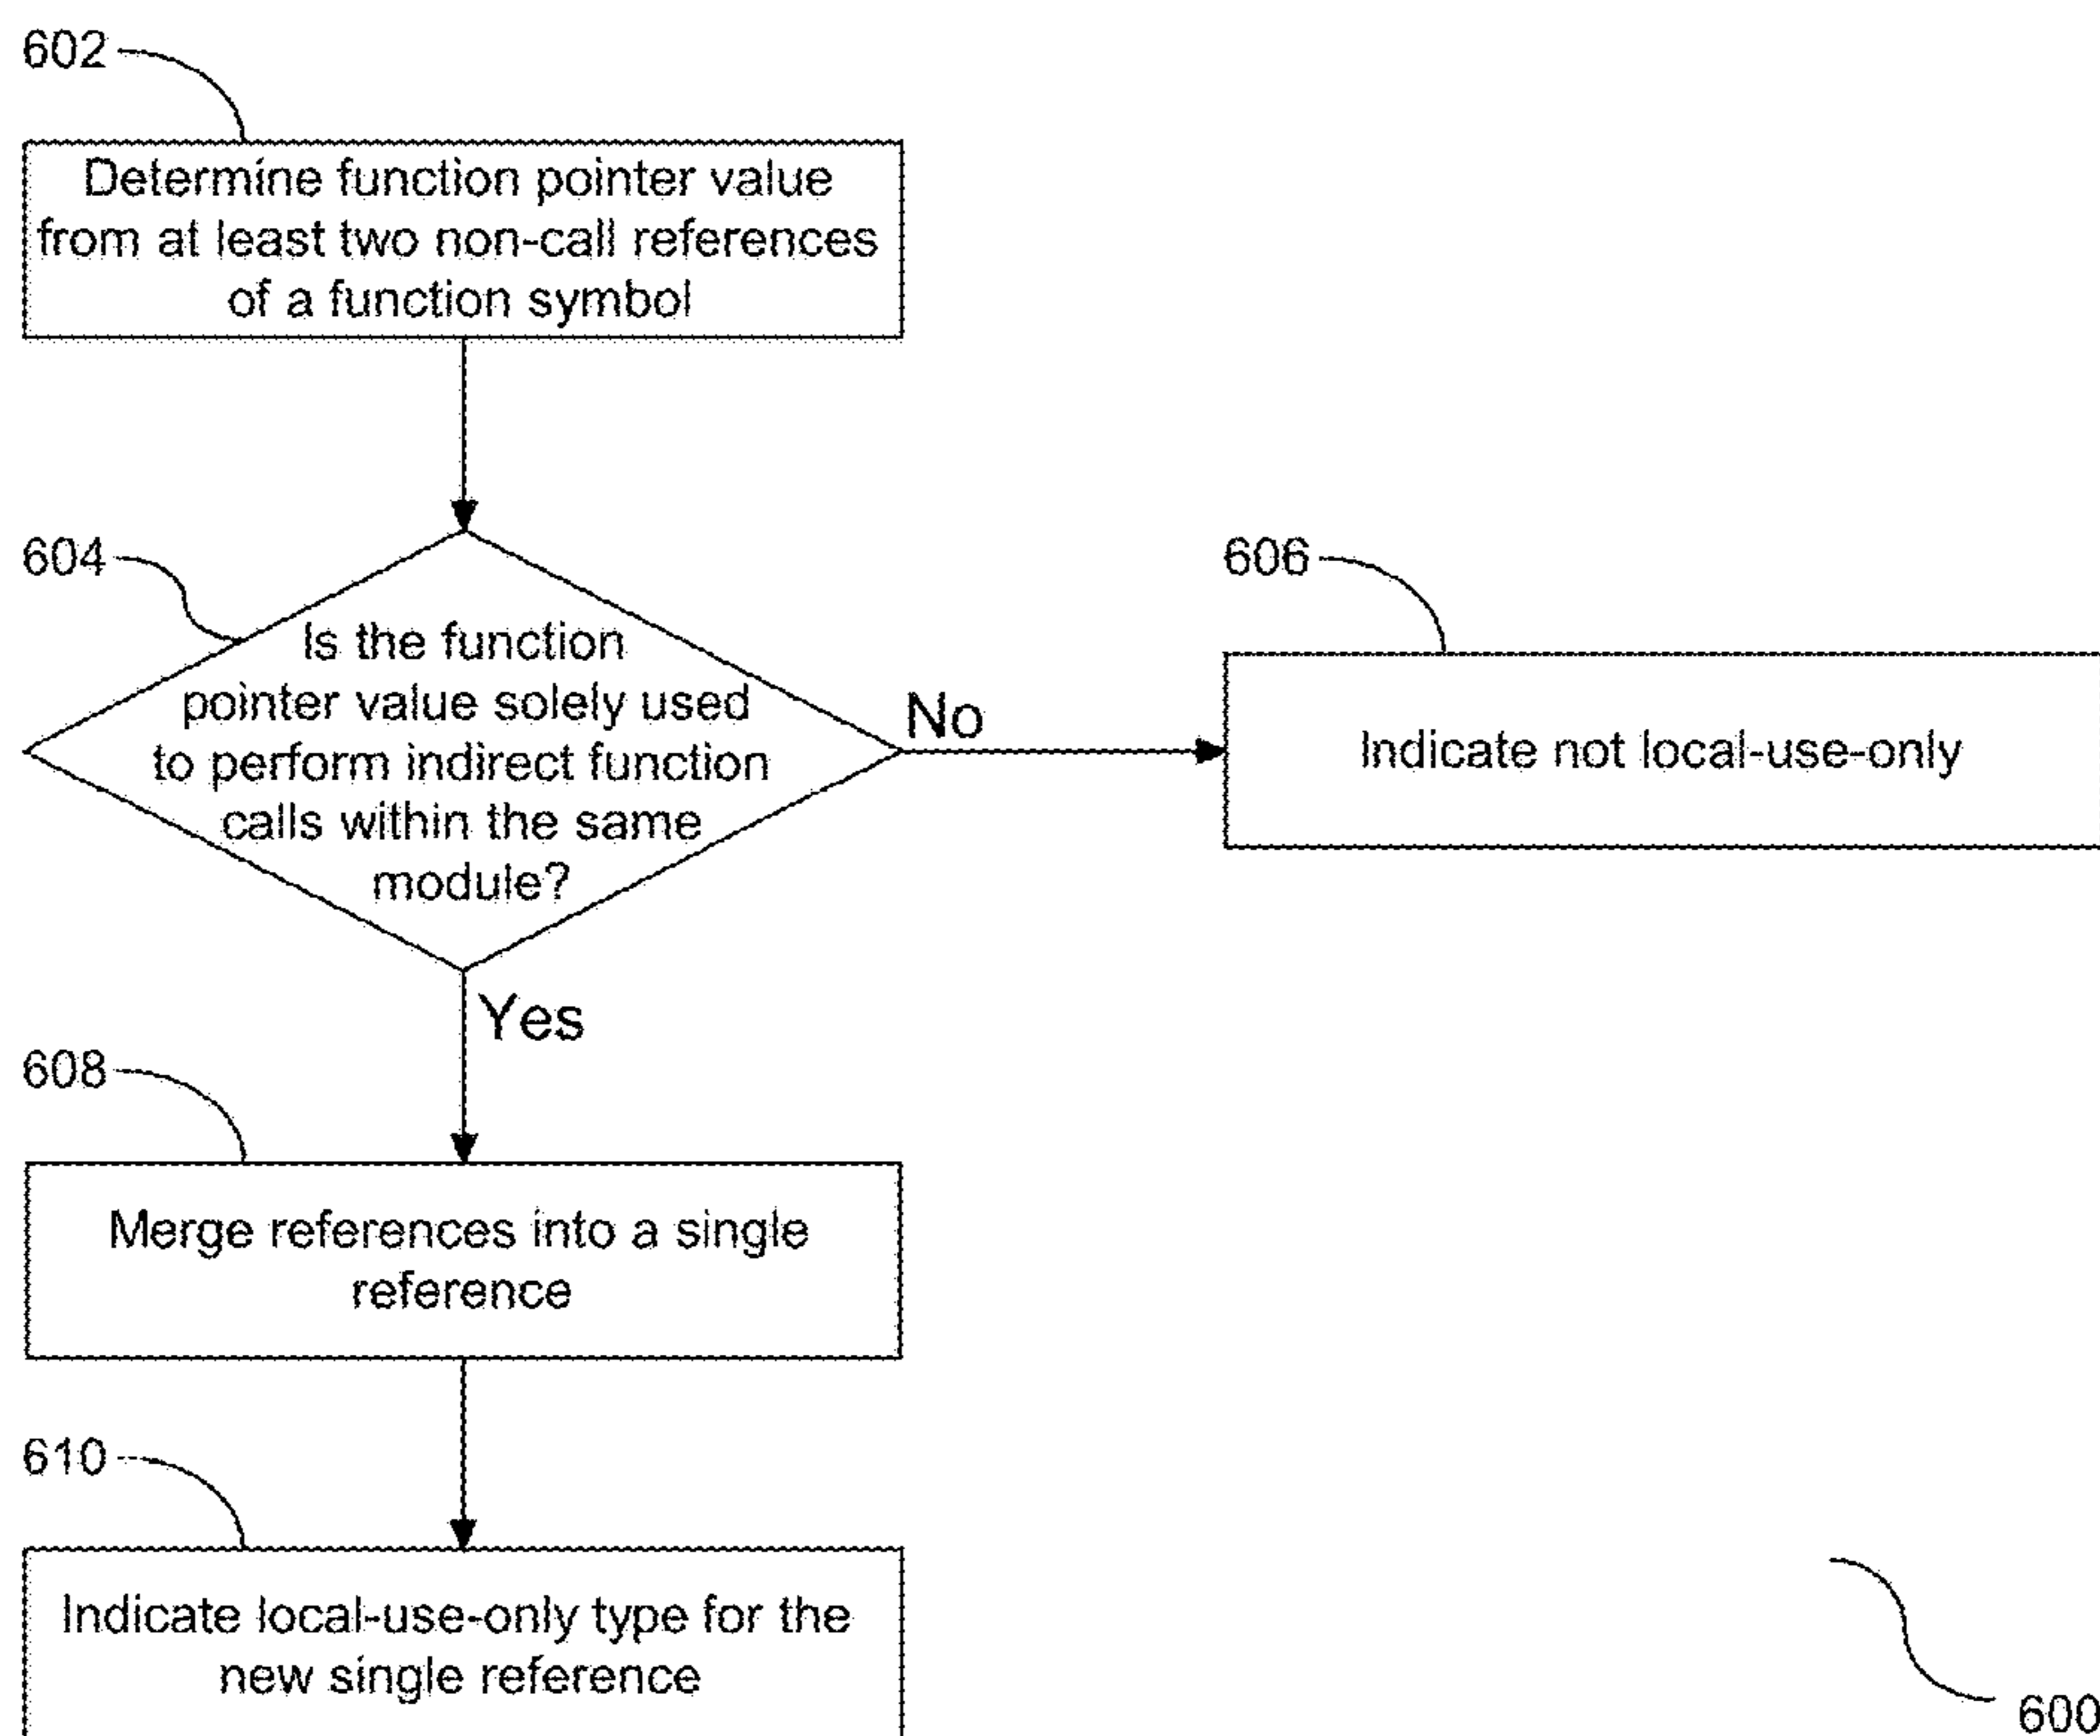 602
Determine function pointer value
from at least two non-call references
of a function symbol
604
Is the function
pointer value solely used
to perform indirect function
calls within the same
module?
No
606
Indicate not local-use-only
Yes
608
Merge references into a single
reference
610
Indicate local-use-only type for the
new single reference
600